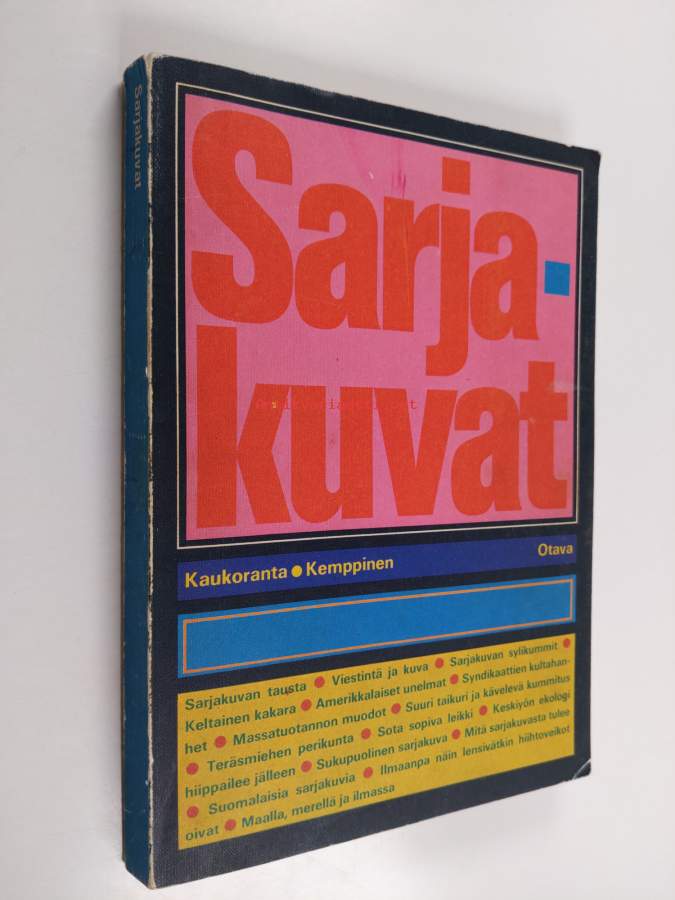 Sarjakuvat
Sarja-
kuvat
Kaukoranta ● Kemppinen
Otava
Sarjakuvan tausta ● Viestintä ja kuva ● Sarjakuvan sylikummit ●
Keltainen kakara ● Amerikkalaiset unelmat ● Syndikaattien kultahan-
het ● Massatuotannon muodot ● Suuri taikuri ja kävelevä kummitus
● Teräsmiehen perikunta ● Sota sopiva leikki ● Keskiyön ekologi
hiippailee jälleen ● Sukupuolinen sarjakuva ● Mitä sarjakuvasta tulee
● Suomalaisia sarjakuvia ● Ilmaanpa näin lensivätkin hiihtoveikot
oivat ● Maalla, merellä ja ilmassa